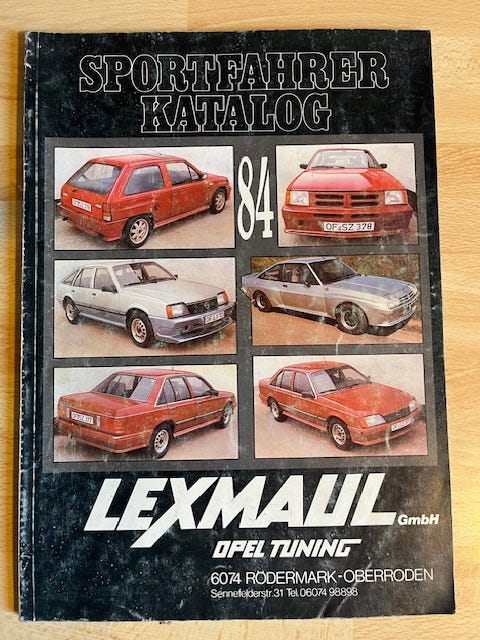 SPORTFAHRER
KATALOG
84
OF SZ 378
LEXMAUL GmbH
OPEL TUNING
6074 RÖDERMARK-OBERRODEN
Sennefelderstr.31 Tel.06074 98898